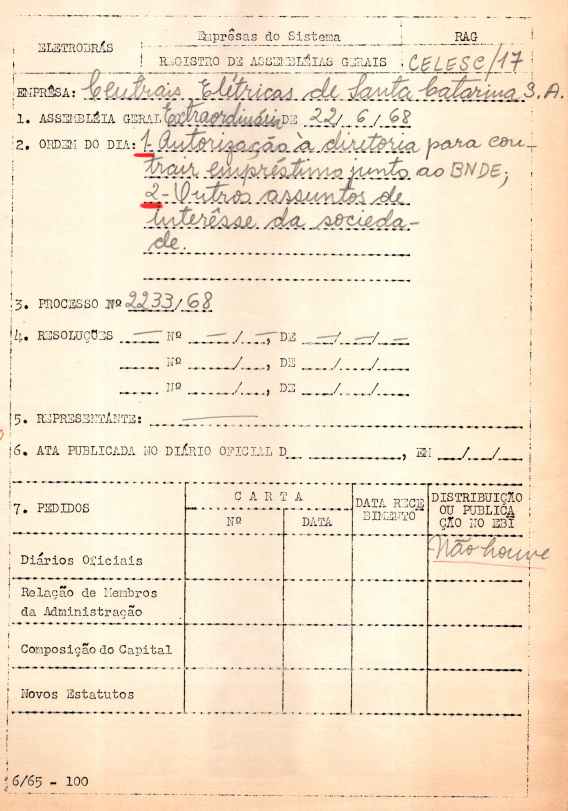 ELETROBRÁS
Emprêsas do Sistema
RAG
REGISTRO DE ASSEMBLÉIAS GERAIS
CELESC/17
EMPRÊSA: Centrais Elétricas de Santa Catarina S.A.
1. ASSEMBLÉIA GERAL Extraordinária DE 22/6/68
2. ORDEM DO DIA: 1- Autorização à diretoria para con-
trair empréstimo junto ao BNDE;
2- Outros assuntos de
interêsse da socieda-
de.
3. PROCESSO Nº 2233/68
4. RESOLUÇÕES — Nº —/—, DE —/—/—
Nº /, DE / /
Nº /, DE / /
5. REPRESENTANTE: —
6. ATA PUBLICADA NO DIÁRIO OFICIAL D , EM / /
7. PEDIDOS
CARTA
Nº
DATA
DATA RECE
BIMENTO
DISTRIBUIÇÃO
OU PUBLICA
ÇÃO NO EBI
Diários Oficiais
Não houve
Relação de Membros
da Administração
Composição do Capital
Novos Estatutos
6/65 - 100